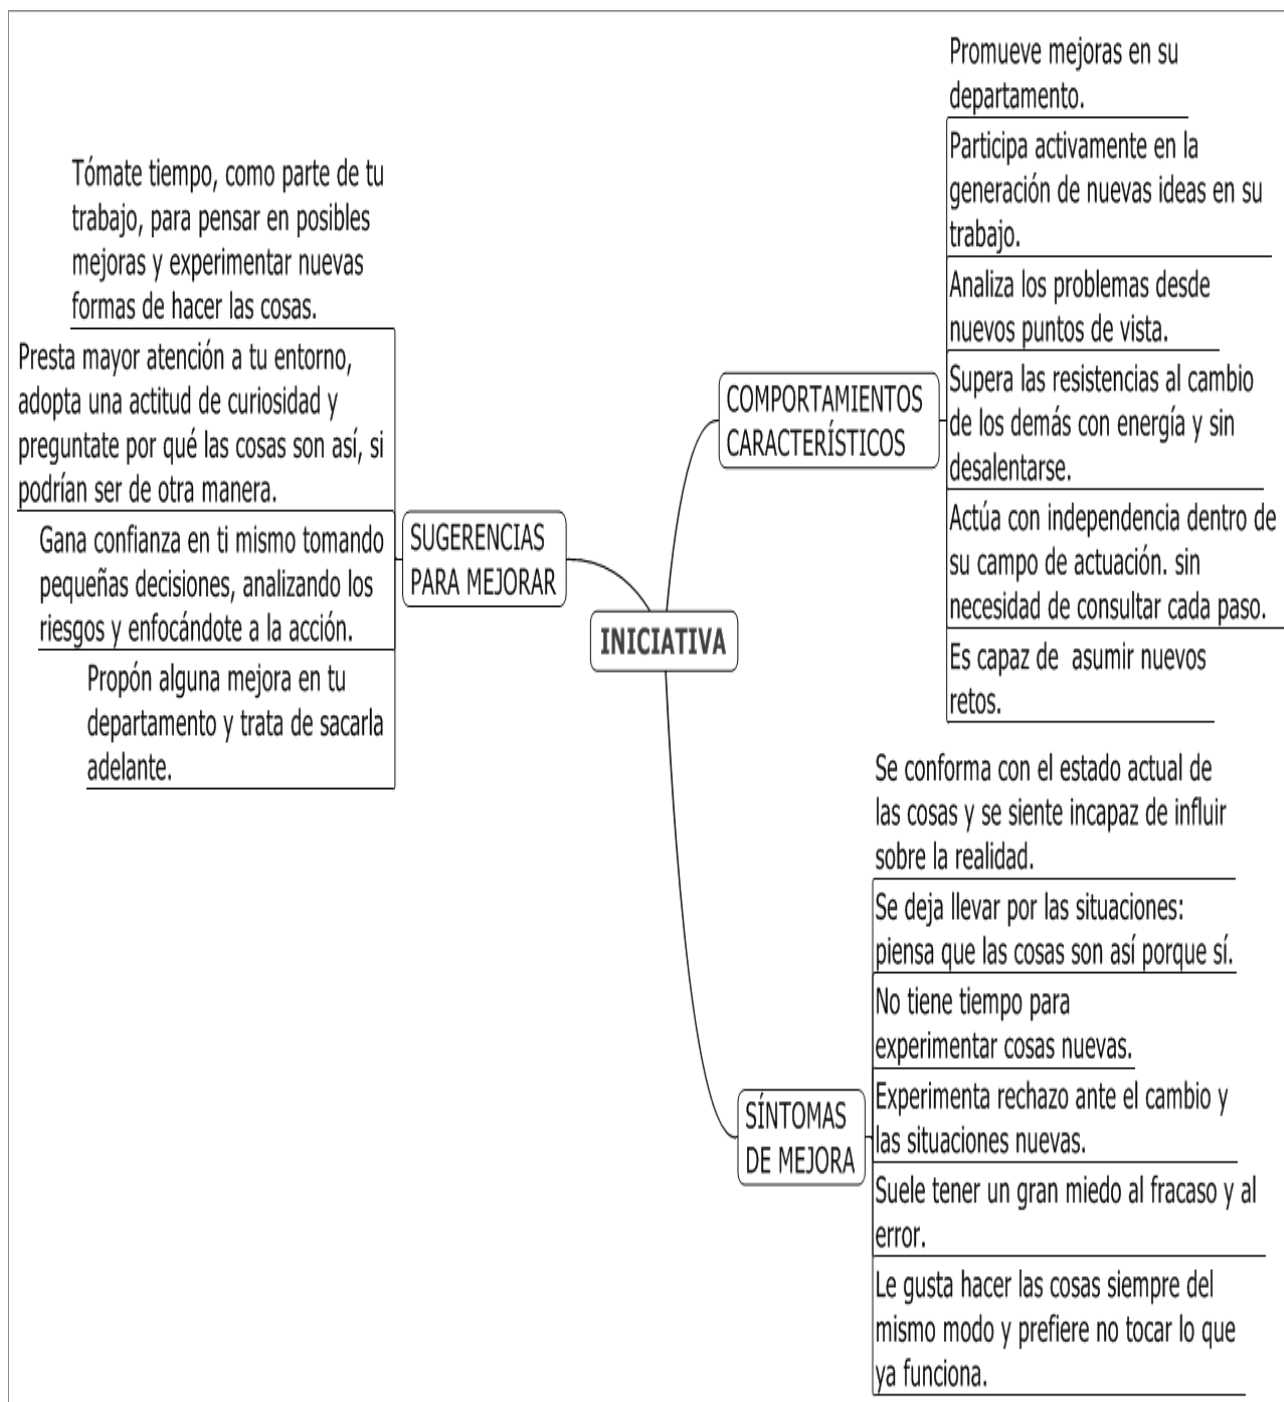 Promueve mejoras en su
departamento.
Participa activamente en la
generación de nuevas ideas en su
trabajo.
Analiza los problemas desde
nuevos puntos de vista.
Supera las resistencias al cambio
de los demás con energía y sin
desalentarse.
Actúa con independencia dentro de
su campo de actuación. sin
necesidad de consultar cada paso.
Es capaz de  asumir nuevos
retos.
COMPORTAMIENTOS
CARACTERÍSTICOS
Tómate tiempo, como parte de tu
trabajo, para pensar en posibles
mejoras y experimentar nuevas
formas de hacer las cosas.
Presta mayor atención a tu entorno,
adopta una actitud de curiosidad y
preguntate por qué las cosas son así, si
podrían ser de otra manera.
Gana confianza en ti mismo tomando
pequeñas decisiones, analizando los
riesgos y enfocándote a la acción.
Propón alguna mejora en tu
departamento y trata de sacarla
adelante.
SUGERENCIAS
PARA MEJORAR
INICIATIVA
Se conforma con el estado actual de
las cosas y se siente incapaz de influir
sobre la realidad.
Se deja llevar por las situaciones:
piensa que las cosas son así porque sí.
No tiene tiempo para
experimentar cosas nuevas.
Experimenta rechazo ante el cambio y
las situaciones nuevas.
Suele tener un gran miedo al fracaso y al
error.
Le gusta hacer las cosas siempre del
mismo modo y prefiere no tocar lo que
ya funciona.
SÍNTOMAS
DE MEJORA